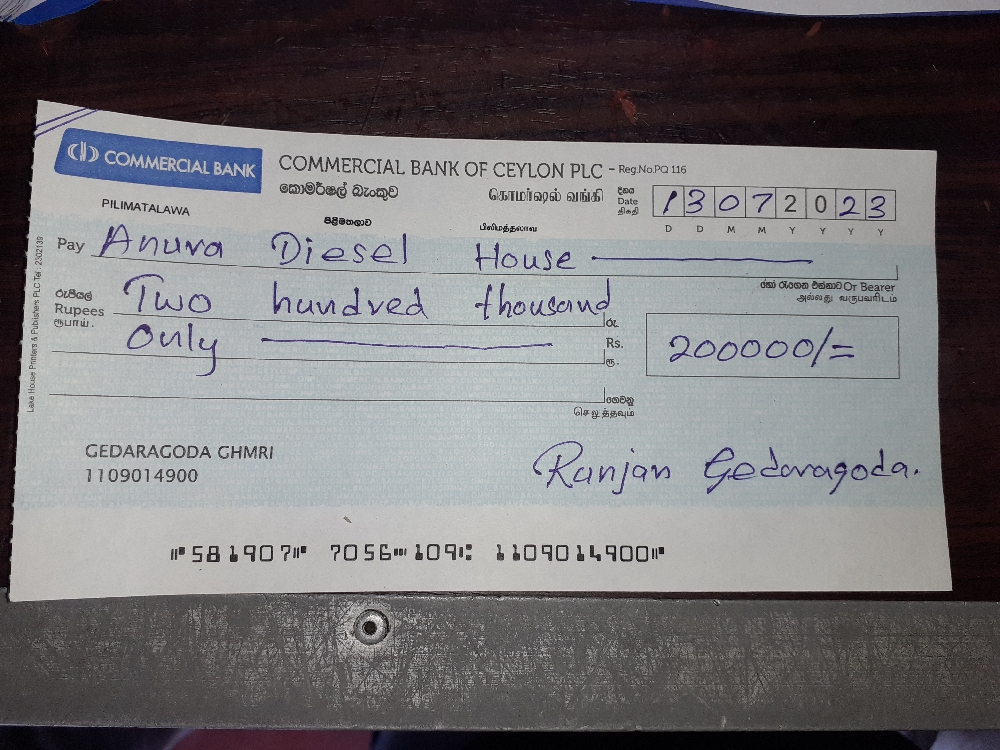 COMMERCIAL BANK
COMMERCIAL BANK OF CEYLON PLC - Reg.No.PQ 116
කොමර්ෂල් බැංකුව கொமர்ஷல் வங்கி
දිනය
Date
திகதி
13072023
D D M M Y Y Y Y
PILIMATALAWA පිළිමතලාව பிலிமத்தலாவ
Pay Anura Diesel House
හෝ රැගෙන එන්නාට Or Bearer
அல்லது வருபவரிடம்
රුපියල්
Rupees
ரூபாய்.
Two hundred thousand
Only
රු.
Rs.
ரூ.
200000/=
ගෙවනු
செலுத்தவும்
GEDARAGODA GHMRI
1109014900
Ranjan Gedaragoda.
⑈581907⑈ 7056⑉109⑆ 1109014900⑈
Lake House Printers & Publishers PLC Tel : 2302139